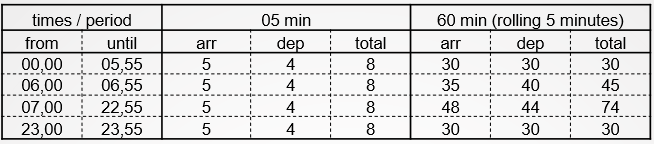 times / period 05 min 60 min (rolling 5 minutes)
from until arr dep total arr dep total
00,00 05,55 5 4 8 30 30 30
06,00 06,55 5 4 8 35 40 45
07,00 22,55 5 4 8 48 44 74
23,00 23,55 5 4 8 30 30 30